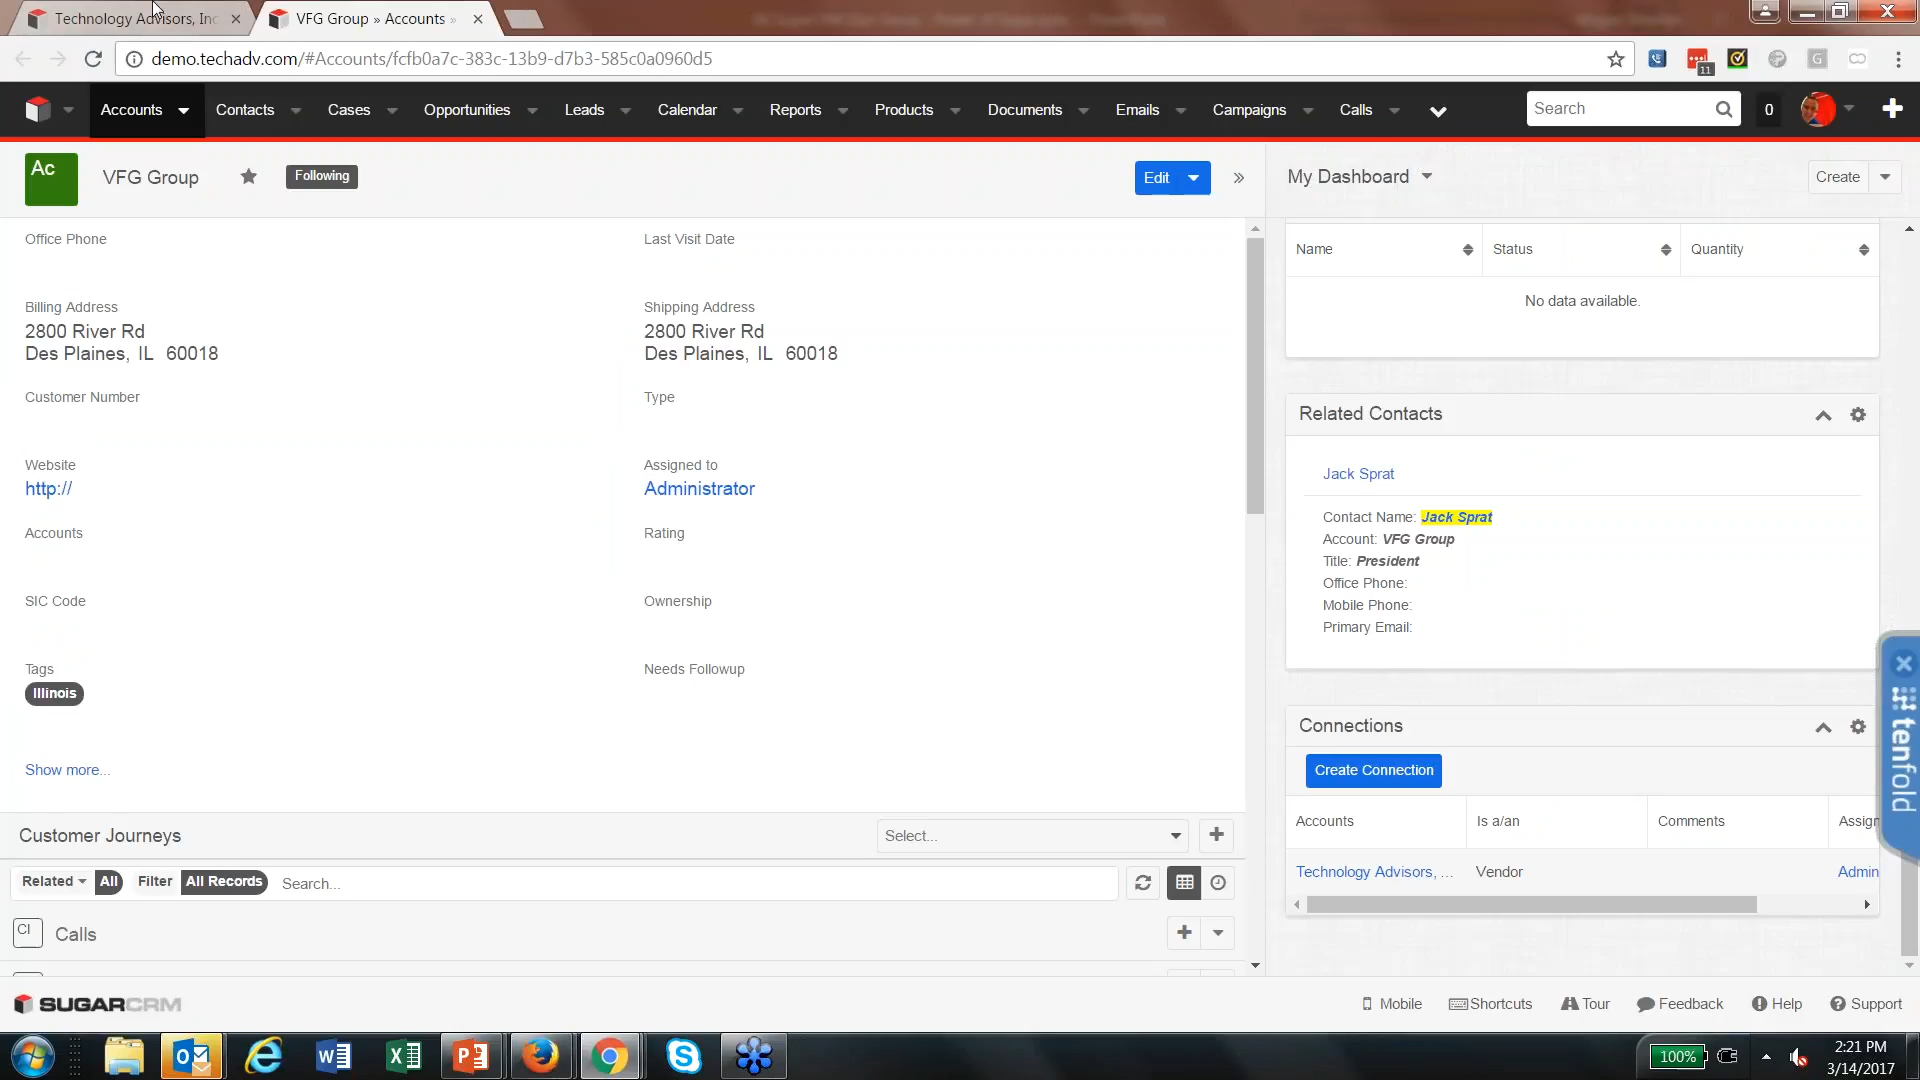 Technology Advisors, Inc
VFG Group » Accounts »
demo.techadv.com/#Accounts/fcfb0a7c-383c-13b9-d7b3-585c0a0960d5
11
G
Accounts Contacts Cases Opportunities Leads Calendar Reports Products Documents Emails Campaigns Calls
Search
0
Ac
VFG Group
Following
Edit
My Dashboard
Create
Office Phone
Last Visit Date
Name Status Quantity
No data available.
Billing Address
2800 River Rd
Des Plaines, IL 60018
Shipping Address
2800 River Rd
Des Plaines, IL 60018
Customer Number
Type
Related Contacts
Website
http://
Assigned to
Administrator
Jack Sprat
Contact Name: Jack Sprat
Account: VFG Group
Title: President
Office Phone:
Mobile Phone:
Primary Email:
Accounts
Rating
SIC Code
Ownership
Tags
Illinois
Needs Followup
Show more...
Connections
Create Connection
Accounts Is a/an Comments Assign
Technology Advisors, ... Vendor Admin
tenfold
Customer Journeys
Select...
Related All Filter All Records Search...
Cl
Calls
SUGARCRM
Mobile Shortcuts Tour Feedback Help Support
100%
2:21 PM
3/14/2017